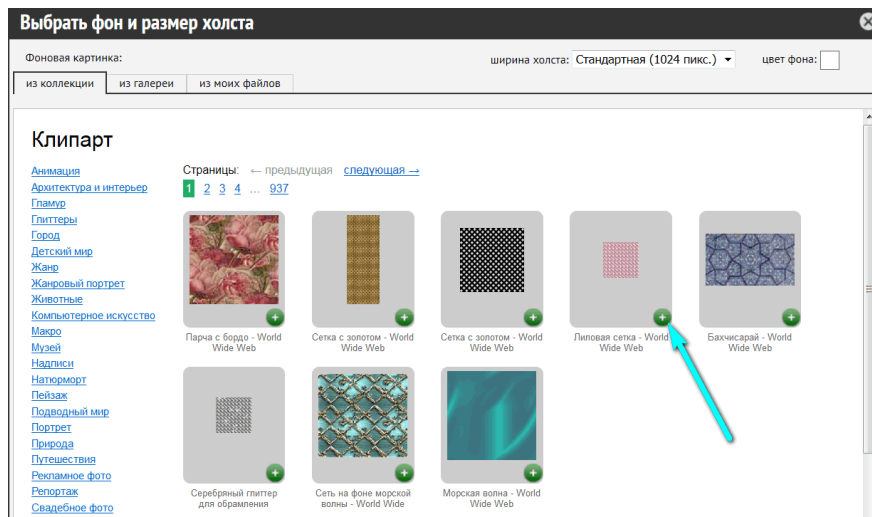 Выбрать фон и размер холста
Фоновая картинка:
ширина холста: Стандартная (1024 пикс.)
цвет фона:
из коллекции
из галереи
из моих файлов
Клипарт
Анимация
Архитектура и интерьер
Гламур
Глиттеры
Город
Детский мир
Жанр
Жанровый портрет
Животные
Компьютерное искусство
Макро
Музей
Надписи
Натюрморт
Пейзаж
Подводный мир
Портрет
Природа
Путешествия
Рекламное фото
Репортаж
Свадебное фото
Страницы: ← предыдущая следующая →
1 2 3 4 ... 937
Парча с бордо - World
Wide Web
Сетка с золотом - World
Wide Web
Сетка с золотом - World
Wide Web
Лиловая сетка - World
Wide Web
Бахчисарай - World
Wide Web
Серебряный глиттер
для обрамления
Сеть на фоне морской
волны - World Wide
Морская волна - World
Wide Web